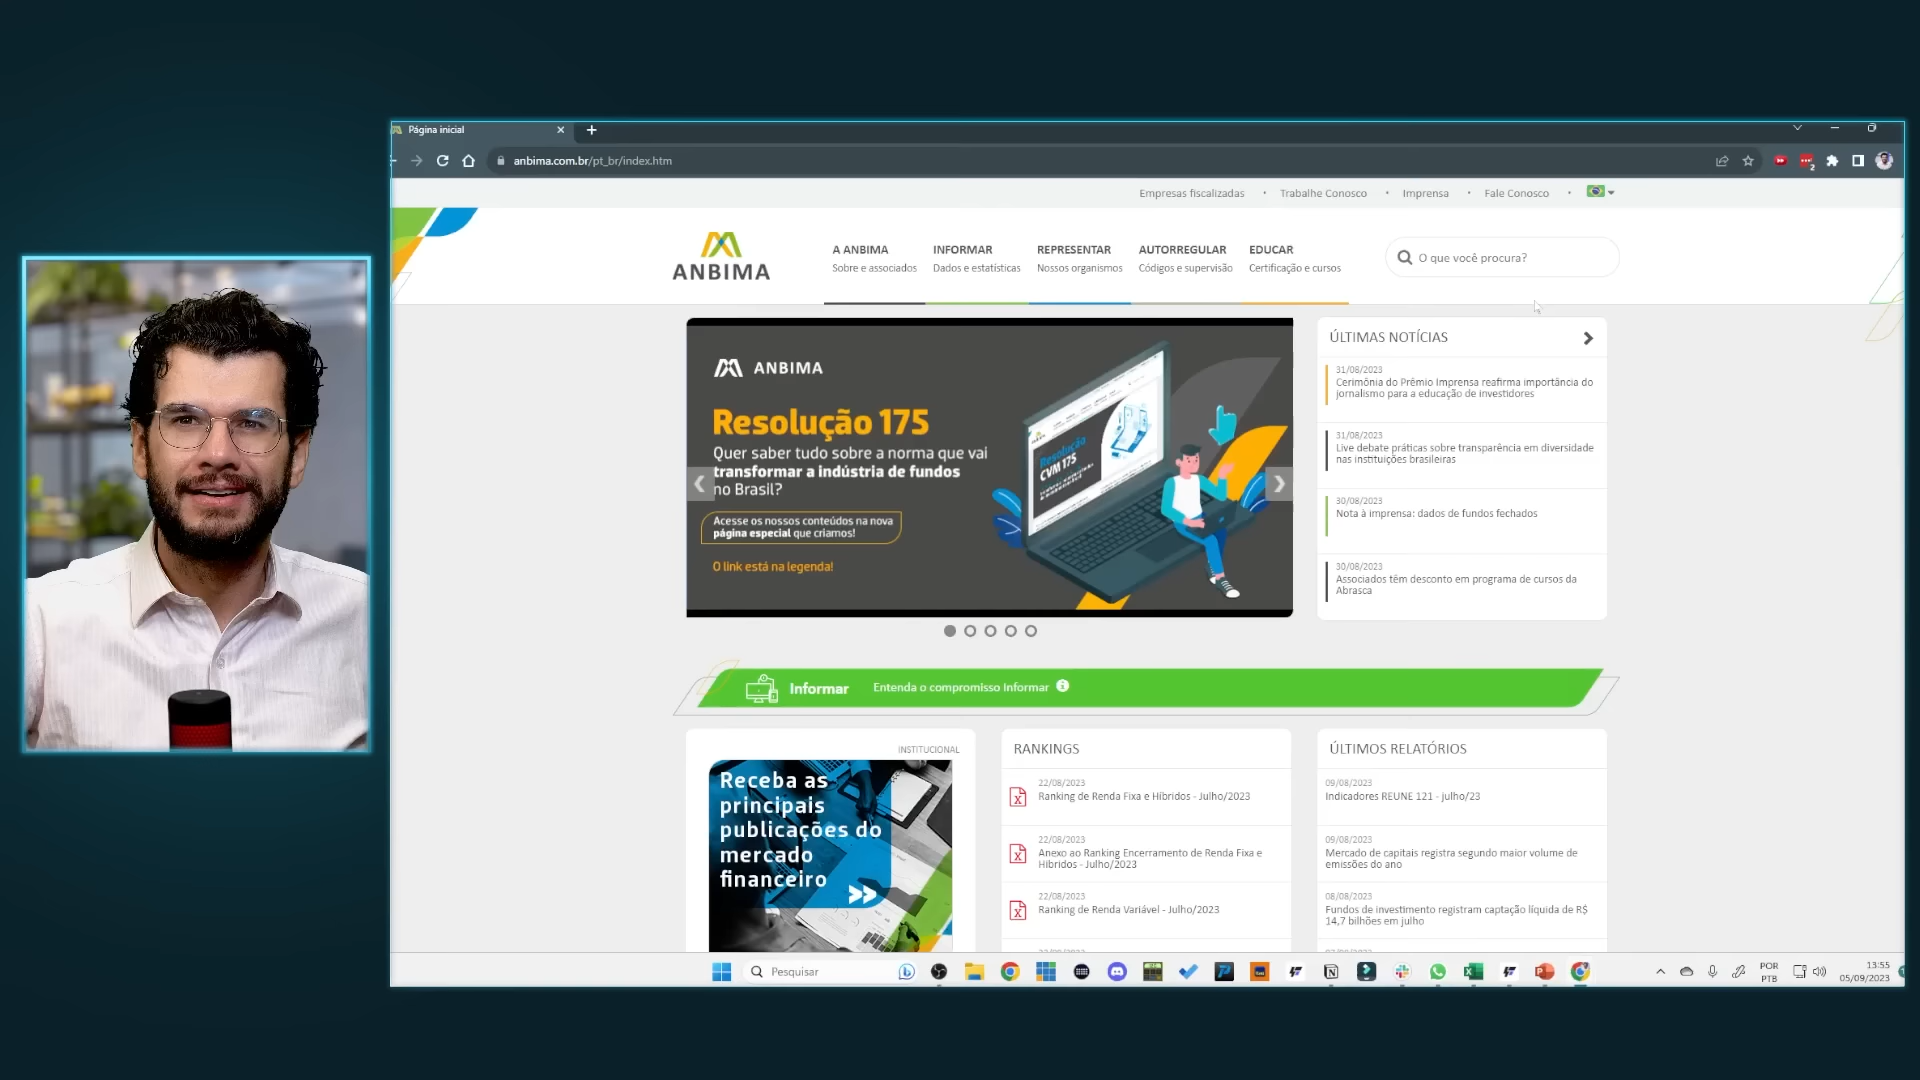 Página inicial
anbima.com.br/pt_br/index.htm
2
Empresas fiscalizadas • Trabalhe Conosco • Imprensa • Fale Conosco •
ANBIMA
A ANBIMA
Sobre e associados
INFORMAR
Dados e estatísticas
REPRESENTAR
Nossos organismos
AUTORREGULAR
Códigos e supervisão
EDUCAR
Certificação e cursos
O que você procura?
ANBIMA
Resolução 175
Quer saber tudo sobre a norma que vai
transformar a indústria de fundos
no Brasil?
Acesse os nossos conteúdos na nova
página especial que criamos!
O link está na legenda!
Resolução
CVM 175
ÚLTIMAS NOTÍCIAS
31/08/2023
Cerimônia do Prêmio Imprensa reafirma importância do
jornalismo para a educação de investidores
31/08/2023
Live debate práticas sobre transparência em diversidade
nas instituições brasileiras
30/08/2023
Nota à imprensa: dados de fundos fechados
30/08/2023
Associados têm desconto em programa de cursos da
Abrasca
Informar
Entenda o compromisso Informar
INSTITUCIONAL
Receba as
principais
publicações do
mercado
financeiro
RANKINGS
22/08/2023
Ranking de Renda Fixa e Híbridos - Julho/2023
22/08/2023
Anexo ao Ranking Encerramento de Renda Fixa e
Híbridos - Julho/2023
22/08/2023
Ranking de Renda Variável - Julho/2023
ÚLTIMOS RELATÓRIOS
09/08/2023
Indicadores REUNE 121 - julho/23
09/08/2023
Mercado de capitais registra segundo maior volume de
emissões do ano
08/08/2023
Fundos de investimento registram captação líquida de R$
14,7 bilhões em julho
Pesquisar
POR
PTB
13:55
05/09/2023